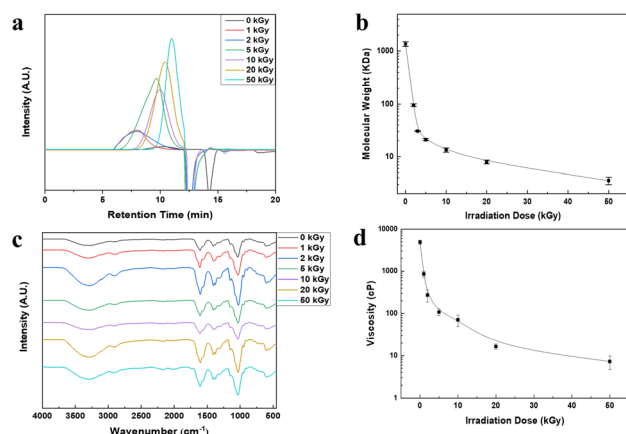 a
Intensity (A.U.)
0 kGy
1 kGy
2 kGy
5 kGy
10 kGy
20 kGy
50 kGy
0 5 10 15 20
Retention Time (min)
b
Molecular Weight (KDa)
1000
100
10
0 10 20 30 40 50
Irradiation Dose (kGy)
c
Intensity (A.U.)
0 kGy
1 kGy
2 kGy
5 kGy
10 kGy
20 kGy
50 kGy
4000 3500 3000 2500 2000 1500 1000 500
Wavenumber (cm⁻¹)
d
Viscosity (cP)
10000
1000
100
10
1
0 10 20 30 40 50
Irradiation Dose (kGy)